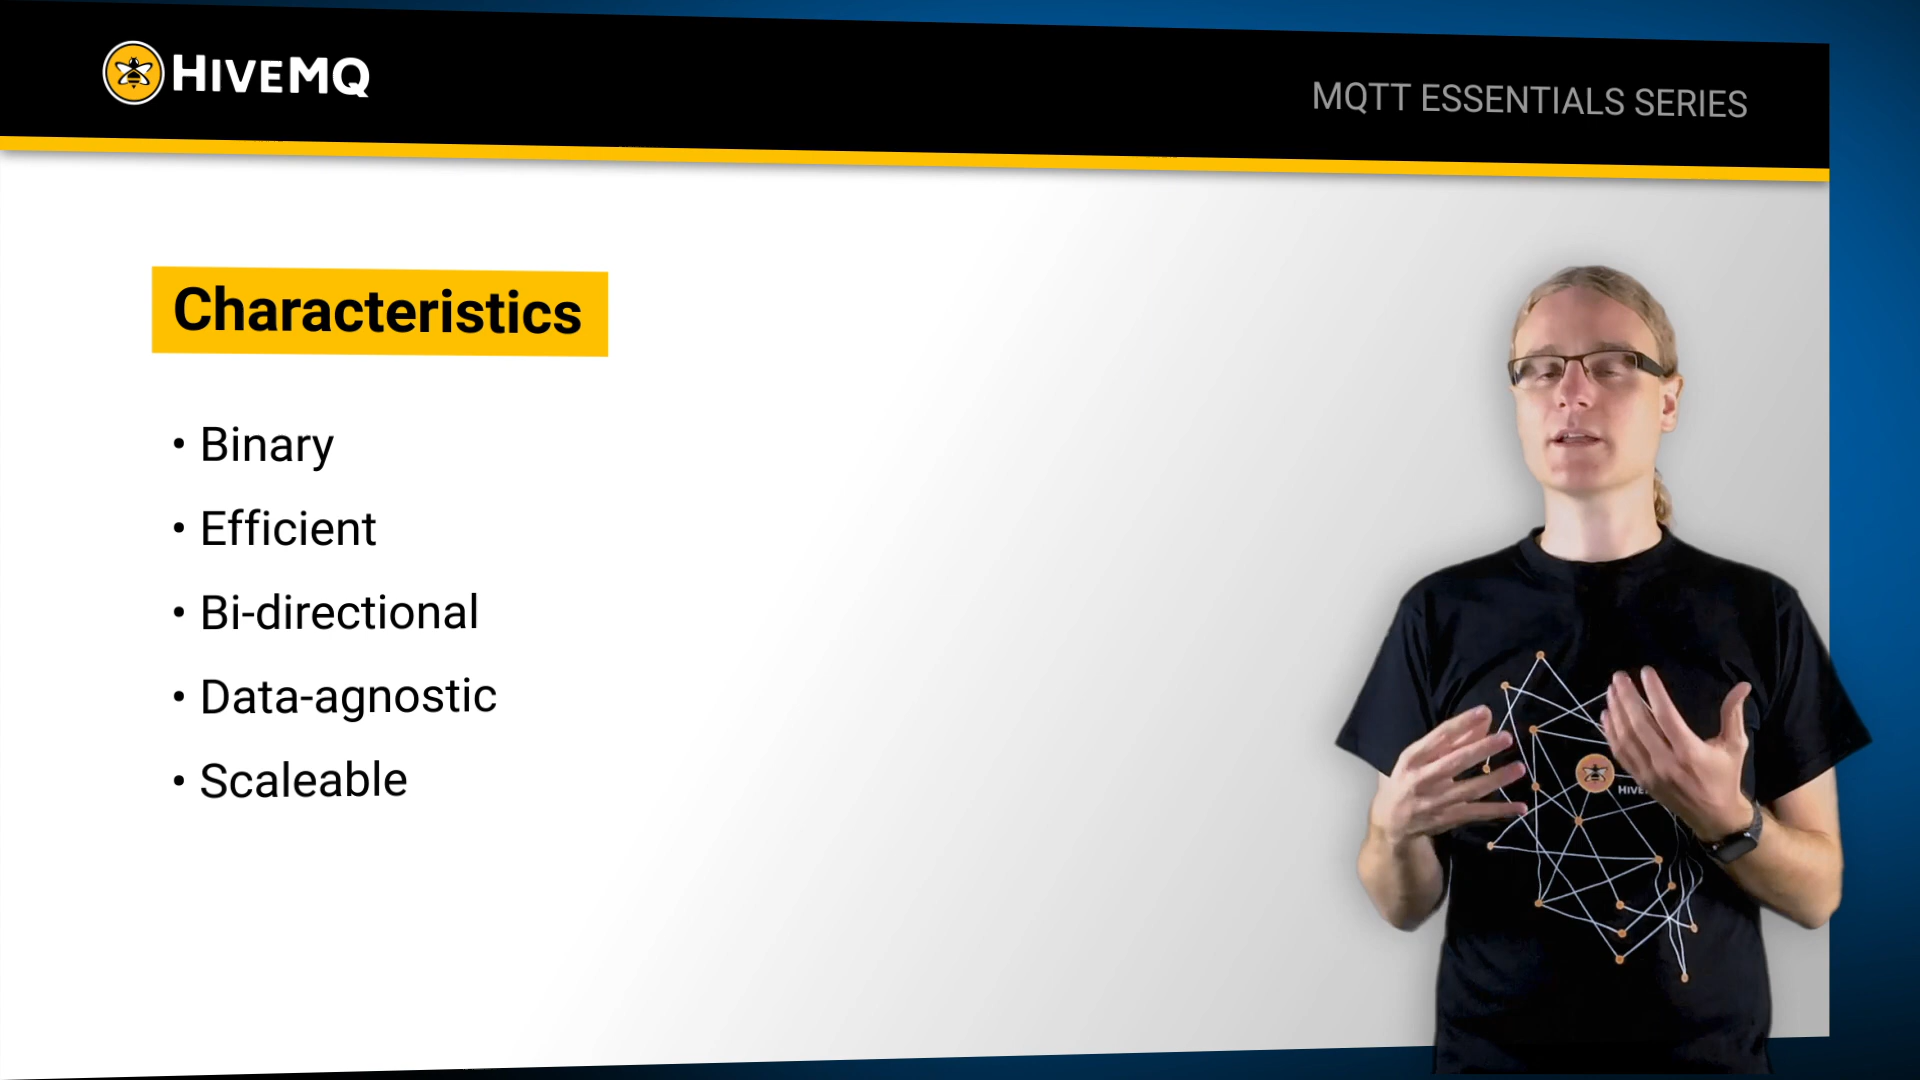 HIVEMQ
MQTT ESSENTIALS SERIES
Characteristics
• Binary
• Efficient
• Bi-directional
• Data-agnostic
• Scaleable